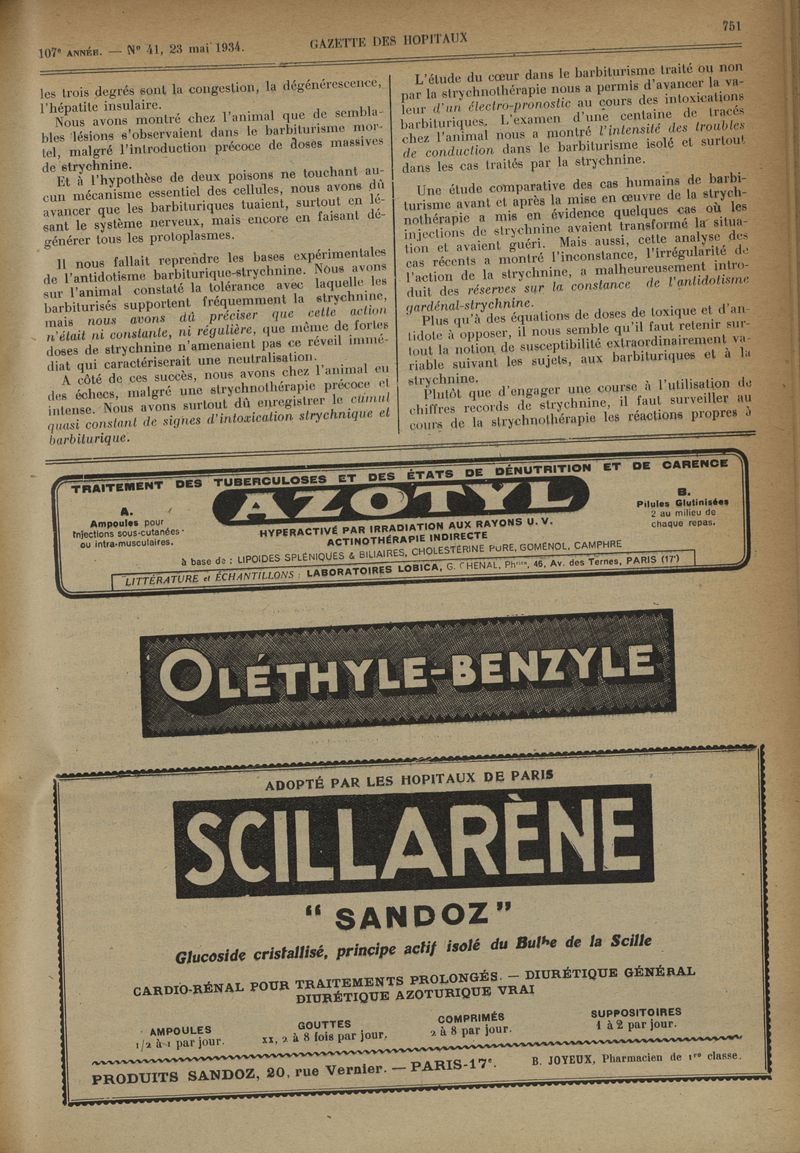 107e ANNÉE. — N° 41, 23 mai 1934.
GAZETTE DES HOPITAUX
751
les trois degrés sont la congestion, la dégénérescence,
l'hépatite insulaire.
Nous avons montré chez l'animal que de sembla-
bles lésions s'observaient dans le barbiturisme mor-
tel, malgré l'introduction précoce de doses massives
de strychnine.
Et à l'hypothèse de deux poisons ne touchant au-
cun mécanisme essentiel des cellules, nous avons dû
avancer que les barbituriques tuaient, surtout en lé-
sant le système nerveux, mais encore en faisant dé-
générer tous les protoplasmes.
Il nous fallait reprendre les bases expérimentales
de l'antidotisme barbiturique-strychnine. Nous avons
sur l'animal constaté la tolérance avec laquelle les
barbiturisés supportent fréquemment la strychnine,
mais nous avons dû préciser que cette action
n'était ni constante, ni régulière, que même de fortes
doses de strychnine n'amenaient pas ce réveil immé-
diat qui caractériserait une neutralisation.
A côté de ces succès, nous avons chez l'animal eu
des échecs, malgré une strychnothérapie précoce et
intense. Nous avons surtout dû enregistrer le cumul
quasi constant de signes d'intoxication strychnique et
barbiturique.
L'étude du cœur dans le barbiturisme traité ou non
par la strychnothérapie nous a permis d'avancer la va-
leur d'un électro-pronostic au cours des intoxications
barbituriques. L'examen d'une centaine de tracés
chez l'animal nous a montré l'intensité des troubles
de conduction dans le barbiturisme isolé et surtout
dans les cas traités par la strychnine.
Une étude comparative des cas humains de barbi-
turisme avant et après la mise en œuvre de la strych-
nothérapie a mis en évidence quelques cas où les
injections de strychnine avaient transformé la situa-
tion et avaient guéri. Mais aussi, cette analyse des
cas récents a montré l'inconstance, l'irrégularité de
l'action de la strychnine, a malheureusement intro-
duit des réserves sur la constance de l'antidotisme
gardénal-strychnine.
Plus qu'à des équations de doses de toxique et d'an-
tidote à opposer, il nous semble qu'il faut retenir sur-
tout la notion de susceptibilité extraordinairement va-
riable suivant les sujets, aux barbituriques et à la
strychnine.
Plutôt que d'engager une course à l'utilisation de
chiffres records de strychnine, il faut surveiller au
cours de la strychnothérapie les réactions propres à
TRAITEMENT DES TUBERCULOSES ET DES ÉTATS DE DÉNUTRITION ET DE CARENCE
AZOTYL
A.
Ampoules pour
Injections sous-cutanées
ou intra-musculaires.
B.
Pilules Glutinisées
2 au milieu de
chaque repas.
HYPERACTIVÉ PAR IRRADIATION AUX RAYONS U.V.
ACTINOTHÉRAPIE INDIRECTE
à base de : LIPOIDES SPLÉNIQUES & BILIAIRES, CHOLESTÉRINE PURE, GOMÉNOL, CAMPHRE
LITTÉRATURE et ÉCHANTILLONS : LABORATOIRES LOBICA, G. CHENAL, Phcien, 46, Av. des Ternes, PARIS (17e)
OLÉTHYLE-BENZYLE
ADOPTÉ PAR LES HOPITAUX DE PARIS
SCILLARÈNE
"SANDOZ"
Glucoside cristallisé, principe actif isolé du Bulbe de la Scille
CARDIO-RÉNAL POUR TRAITEMENTS PROLONGÉS. — DIURÉTIQUE GÉNÉRAL
DIURÉTIQUE AZOTURIQUE VRAI
AMPOULES
1/2 à 1 par jour.
GOUTTES
XX, 2 à 8 fois par jour.
COMPRIMÉS
2 à 8 par jour.
SUPPOSITOIRES
1 à 2 par jour.
PRODUITS SANDOZ, 20, rue Vernier. — PARIS-17e.
B. JOYEUX, Pharmacien de 1re classe.